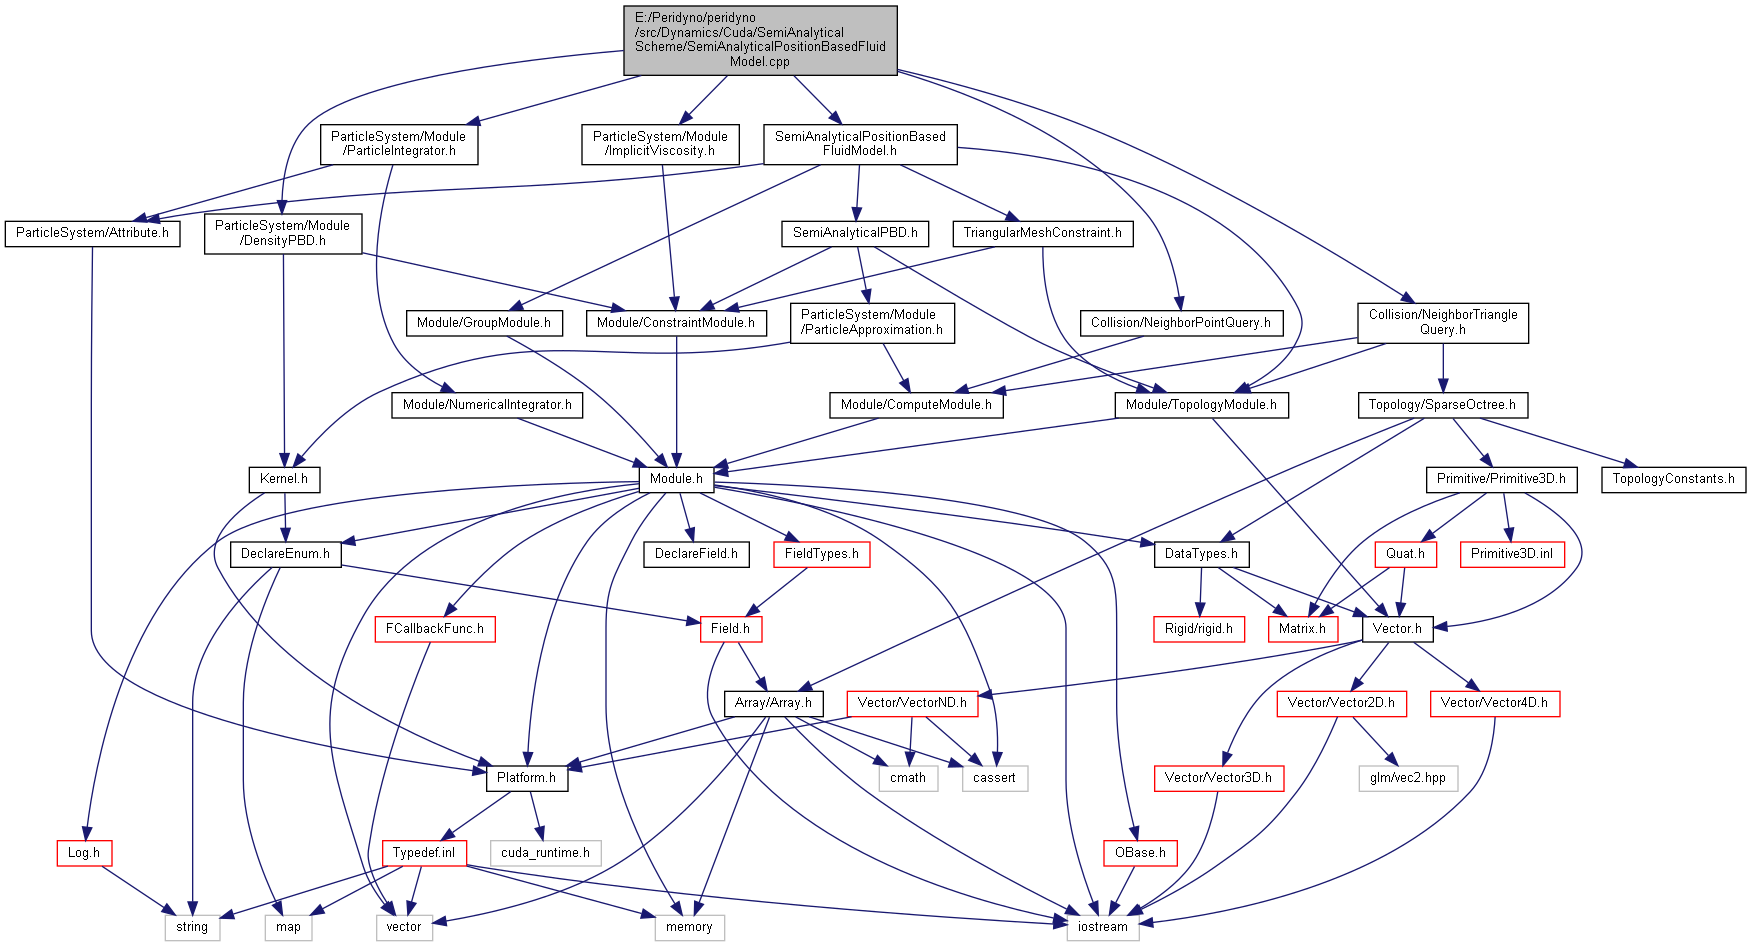 E:/Peridyno/peridyno
/src/Dynamics/Cuda/SemiAnalytical
Scheme/SemiAnalyticalPositionBasedFluid
Model.cpp
ParticleSystem/Module
/ParticleIntegrator.h
ParticleSystem/Module
/ImplicitViscosity.h
SemiAnalyticalPositionBased
FluidModel.h
ParticleSystem/Attribute.h
ParticleSystem/Module
/DensityPBD.h
SemiAnalyticalPBD.h
TriangularMeshConstraint.h
Module/GroupModule.h
Module/ConstraintModule.h
ParticleSystem/Module
/ParticleApproximation.h
Collision/NeighborPointQuery.h
Collision/NeighborTriangle
Query.h
Module/NumericalIntegrator.h
Module/ComputeModule.h
Module/TopologyModule.h
Topology/SparseOctree.h
Kernel.h
Module.h
Primitive/Primitive3D.h
TopologyConstants.h
DeclareEnum.h
DeclareField.h
FieldTypes.h
DataTypes.h
Quat.h
Primitive3D.inl
FCallbackFunc.h
Field.h
Rigid/rigid.h
Matrix.h
Vector.h
Array/Array.h
Vector/VectorND.h
Vector/Vector2D.h
Vector/Vector4D.h
Platform.h
cmath
cassert
Vector/Vector3D.h
glm/vec2.hpp
Log.h
Typedef.inl
cuda_runtime.h
OBase.h
string
map
vector
memory
iostream